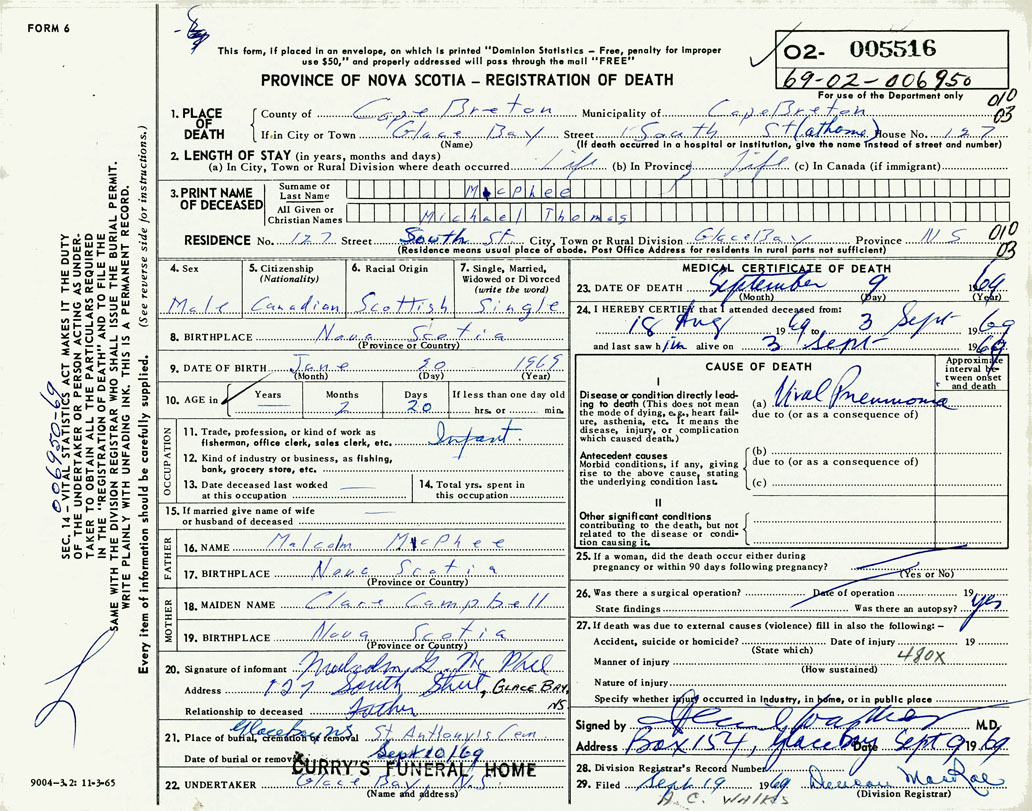 FORM 6
This form, if placed in an envelope, on which is printed "Dominion Statistics – Free, penalty for improper
use $50," and properly addressed will pass through the mail "FREE"
PROVINCE OF NOVA SCOTIA – REGISTRATION OF DEATH
O2- 005516
69-02-006950
For use of the Department only
010
03
1. PLACE OF DEATH
County of Cape Breton Municipality of Cape Breton
If in City or Town Glace Bay Street South St (at home) House No. 127
(Name) (If death occurred in a hospital or institution, give the name instead of street and number)
2. LENGTH OF STAY (in years, months and days)
(a) In City, Town or Rural Division where death occurred Life (b) In Province Life (c) In Canada (if immigrant)
3. PRINT NAME OF DECEASED
Surname or Last Name McPhee
All Given or Christian Names Michael Thomas
RESIDENCE No. 127 Street South St. City, Town or Rural Division Glace Bay Province NS
010
03
(Residence means usual place of abode. Post Office Address for residents in rural parts not sufficient)
4. Sex
Male
5. Citizenship
(Nationality)
Canadian
6. Racial Origin
Scottish
7. Single, Married,
Widowed or Divorced
(write the word)
Single
8. BIRTHPLACE Nova Scotia
(Province or Country)
9. DATE OF BIRTH June 20 1969
(Month) (Day) (Year)
10. AGE in
Years
Months
2
Days
20
If less than one day old
hrs. or min.
OCCUPATION
11. Trade, profession, or kind of work as
fisherman, office clerk, sales clerk, etc. Infant.
12. Kind of industry or business, as fishing,
bank, grocery store, etc.
13. Date deceased last worked
at this occupation
14. Total yrs. spent in
this occupation
15. If married give name of wife
or husband of deceased
FATHER
16. NAME Malcolm McPhee
17. BIRTHPLACE Nova Scotia
(Province or Country)
MOTHER
18. MAIDEN NAME Clare Campbell
19. BIRTHPLACE Nova Scotia
(Province or Country)
20. Signature of informant Malcolm G. Mc Phee
Address 127 South Street, GLACE BAY, NS
Relationship to deceased Father
21. Place of burial, cremation or removal Glace Bay NS St Anthony's Cem
Date of burial or removal Sept 10/69
CURRY'S FUNERAL HOME
22. UNDERTAKER Glace Bay, N.S.
(Name and address)
MEDICAL CERTIFICATE OF DEATH
23. DATE OF DEATH September 9 1969
(Month) (Day) (Year)
24. I HEREBY CERTIFY that I attended deceased from:
18 Aug 1969 to 3 Sept 1969
and last saw him alive on 3 Sept 1969
CAUSE OF DEATH
Approximate
interval be-
tween onset
and death
I
Disease or condition directly lead-
ing to death (This does not mean
the mode of dying, e.g., heart fail-
ure, asthenia, etc. It means the
disease, injury, or complication
which caused death.)
(a) Viral Pneumonia
due to (or as a consequence of)
Antecedent causes
Morbid conditions, if any, giving
rise to the above cause, stating
the underlying condition last.
(b)
due to (or as a consequence of)
(c)
II
Other significant conditions
contributing to the death, but not
related to the disease or condi-
tion causing it.
25. If a woman, did the death occur either during
pregnancy or within 90 days following pregnancy?
(Yes or No)
26. Was there a surgical operation? Date of operation 19
State findings Was there an autopsy? yes
27. If death was due to external causes (violence) fill in also the following: –
Accident, suicide or homicide? Date of injury 19
(State which)
480X
Manner of injury
(How sustained)
Nature of injury
Specify whether injury occurred in Industry, in home, or in public place
Signed by M.D.
Address Box 154, Glace Bay Date Sept 9 1969
28. Division Registrar's Record Number
29. Filed Sept 19 1969 Duncan MacRae
(Division Registrar)
A.C. WALKER
006950-69
SEC. 14 – VITAL STATISTICS ACT MAKES IT THE DUTY
OF THE UNDERTAKER OR PERSON ACTING AS UNDER-
TAKER TO OBTAIN ALL THE PARTICULARS REQUIRED
IN THE "REGISTRATION OF DEATH" AND TO FILE THE
SAME WITH THE DIVISION REGISTRAR WHO SHALL ISSUE THE BURIAL PERMIT.
WRITE PLAINLY WITH UNFADING INK. THIS IS A PERMANENT RECORD.
Every item of information should be carefully supplied. (See reverse side for instructions.)
9004–3.2: 11-3-65